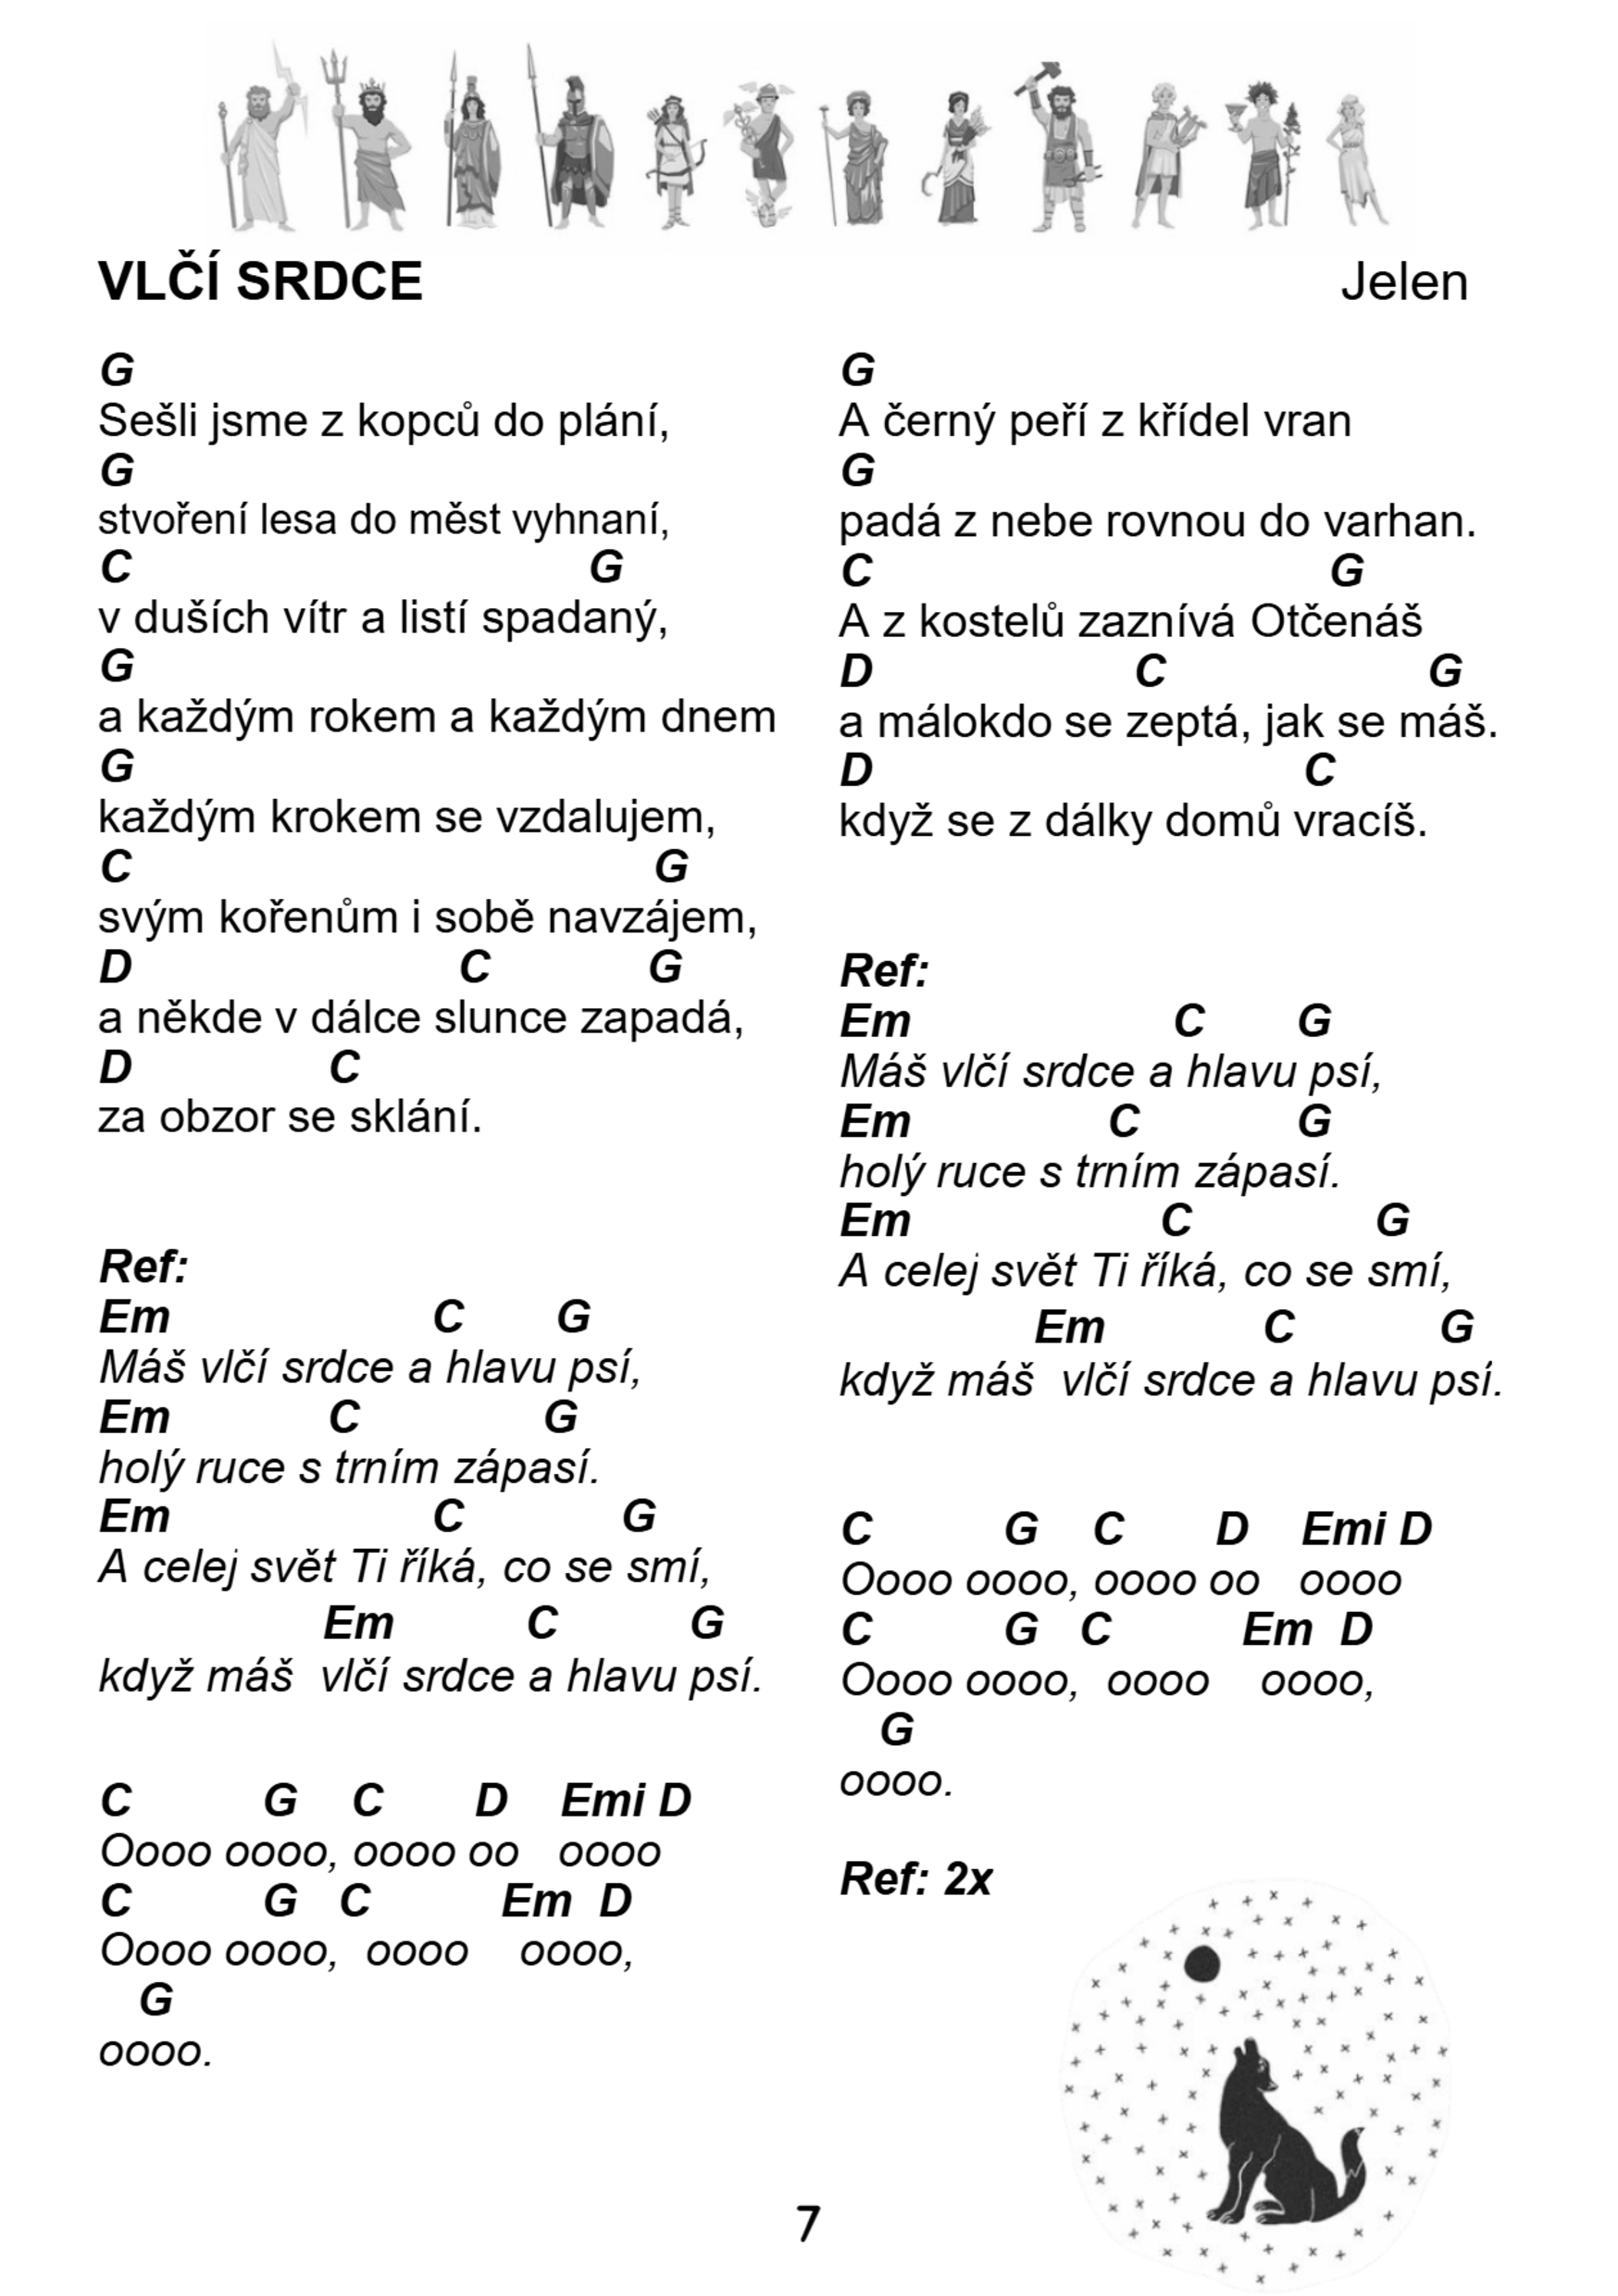 VLČÍ SRDCE Jelen
G
Sešli jsme z kopců do plání,
G
stvoření lesa do měst vyhnaní,
C G
v duších vítr a listí spadaný,
G
a každým rokem a každým dnem
G
každým krokem se vzdalujem,
C G
svým kořenům i sobě navzájem,
D C G
a někde v dálce slunce zapadá,
D C
za obzor se sklání.
Ref:
Em C G
Máš vlčí srdce a hlavu psí,
Em C G
holý ruce s trním zápasí.
Em C G
A celej svět Ti říká, co se smí,
Em C G
když máš vlčí srdce a hlavu psí.
C G C D Emi D
Oooo oooo, oooo oo oooo
C G C Em D
Oooo oooo, oooo oooo,
G
oooo.
G
A černý peří z křídel vran
G
padá z nebe rovnou do varhan.
C G
A z kostelů zaznívá Otčenáš
D C G
a málokdo se zeptá, jak se máš.
D C
když se z dálky domů vracíš.
Ref:
Em C G
Máš vlčí srdce a hlavu psí,
Em C G
holý ruce s trním zápasí.
Em C G
A celej svět Ti říká, co se smí,
Em C G
když máš vlčí srdce a hlavu psí.
C G C D Emi D
Oooo oooo, oooo oo oooo
C G C Em D
Oooo oooo, oooo oooo,
G
oooo.
Ref: 2x
7